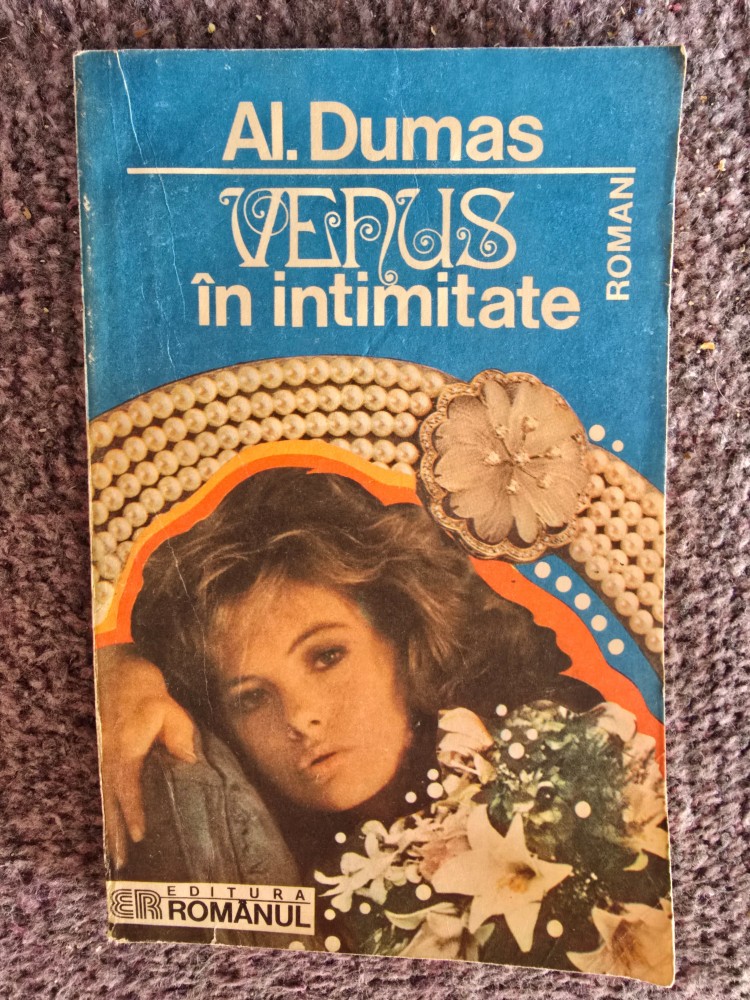 Al. Dumas
VENUS
în intimitate
ROMAN
ER EDITURA
ROMÂNUL